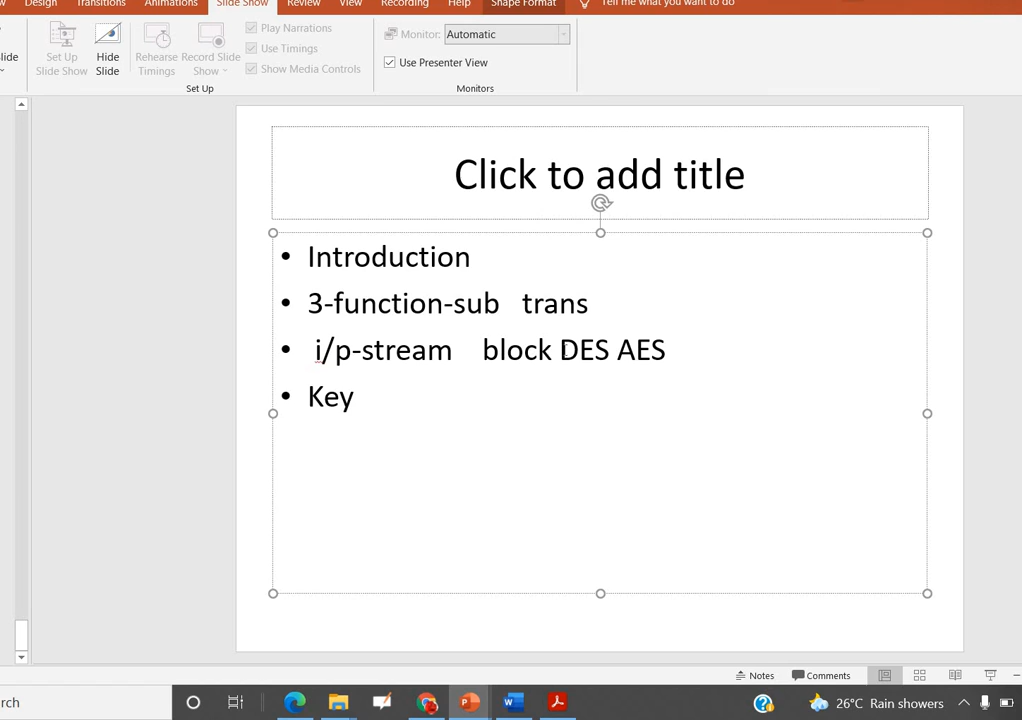 Design Transitions Animations Slide Show Review View Recording Help Shape Format Tell me what you want to do
Set Up Slide Show
Hide Slide
Rehearse Timings
Record Slide Show
Play Narrations
Use Timings
Show Media Controls
Set Up
Monitor: Automatic
Use Presenter View
Monitors
Click to add title
• Introduction
• 3-function-sub trans
• i/p-stream block DES AES
• Key
Notes Comments
26°C Rain showers